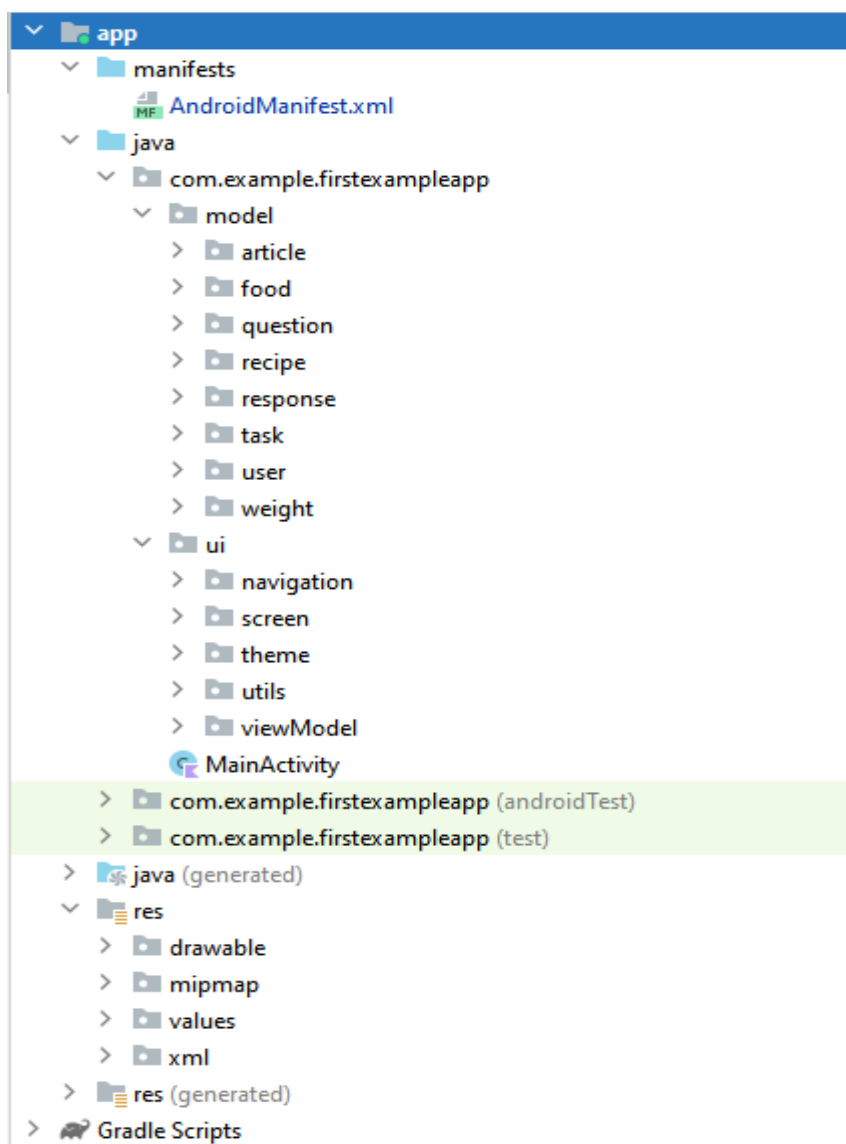 app
manifests
MF AndroidManifest.xml
java
com.example.firstexampleapp
model
article
food
question
recipe
response
task
user
weight
ui
navigation
screen
theme
utils
viewModel
C MainActivity
com.example.firstexampleapp (androidTest)
com.example.firstexampleapp (test)
java (generated)
res
drawable
mipmap
values
xml
res (generated)
Gradle Scripts